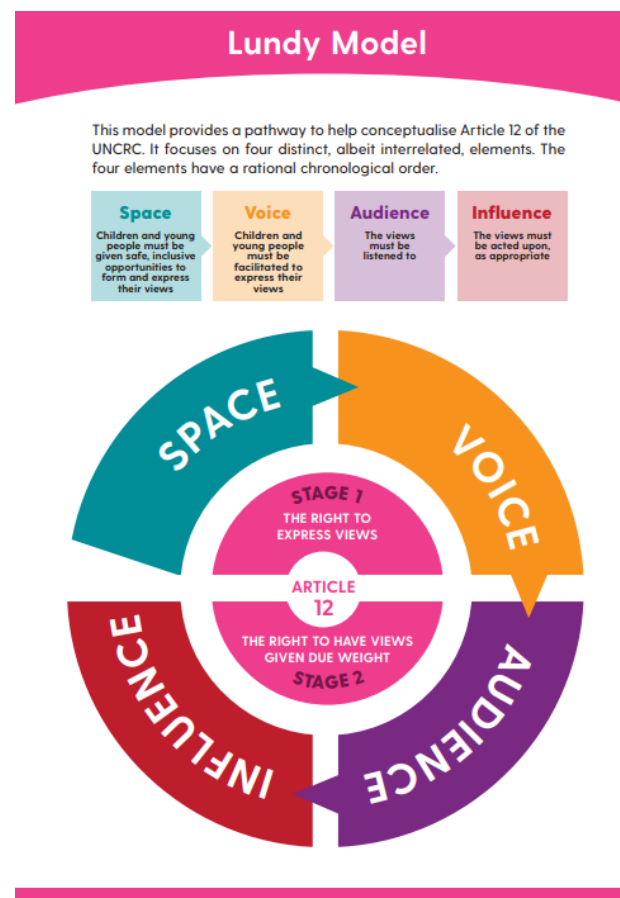 Lundy Model
This model provides a pathway to help conceptualise Article 12 of the
UNCRC. It focuses on four distinct, albeit interrelated, elements. The
four elements have a rational chronological order.
Space
Children and young
people must be
given safe, inclusive
opportunities to
form and express
their views
Voice
Children and
young people
must be
facilitated to
express their
views
Audience
The views
must be
listened to
Influence
The views must
be acted upon,
as appropriate
SPACE
VOICE
STAGE 1
THE RIGHT TO
EXPRESS VIEWS
ARTICLE
12
THE RIGHT TO HAVE VIEWS
GIVEN DUE WEIGHT
STAGE 2
INFLUENCE
AUDIENCE